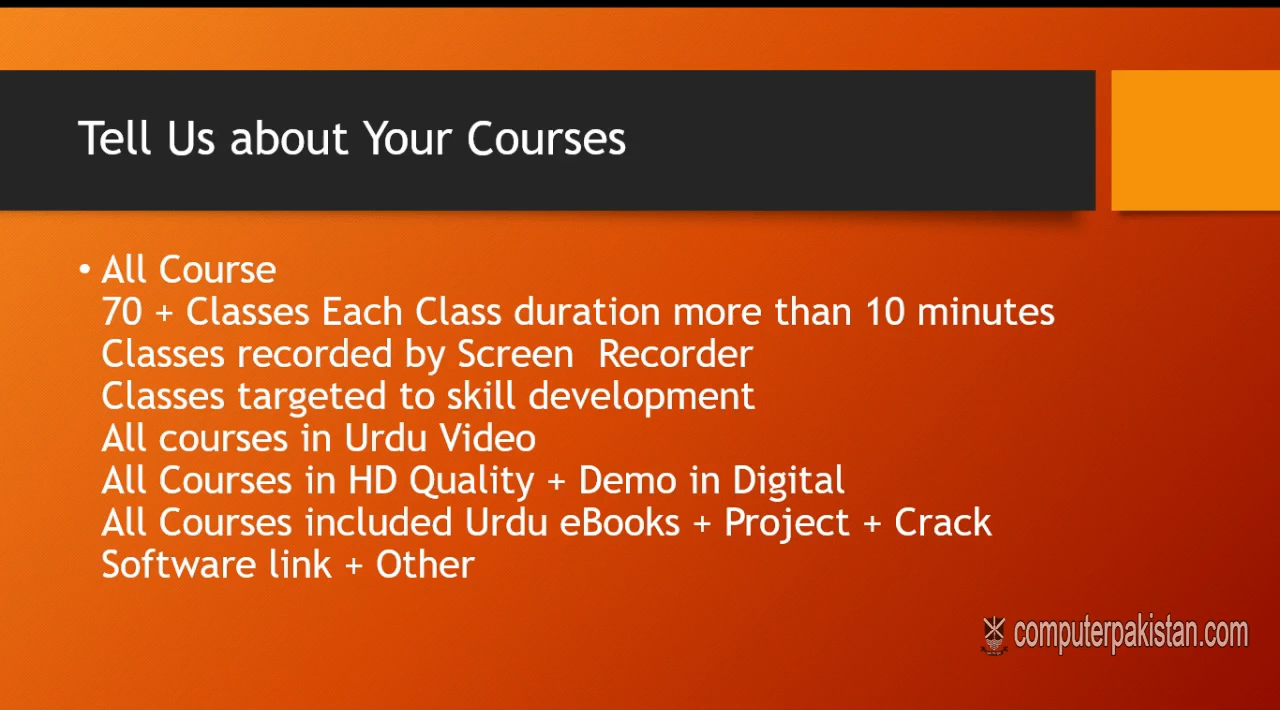 Tell Us about Your Courses
• All Course
70 + Classes Each Class duration more than 10 minutes
Classes recorded by Screen  Recorder
Classes targeted to skill development
All courses in Urdu Video
All Courses in HD Quality + Demo in Digital
All Courses included Urdu eBooks + Project + Crack
Software link + Other
computerpakistan.com